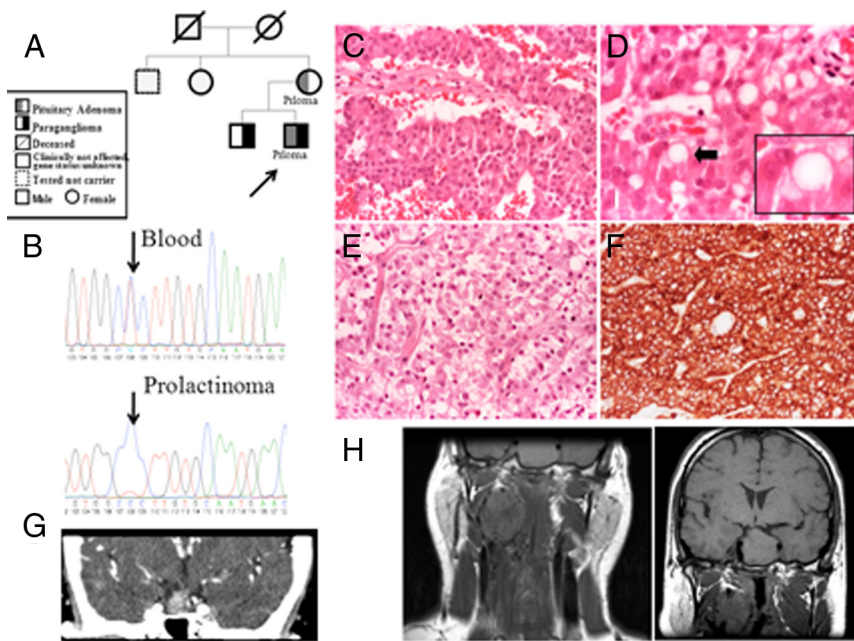 A
Prloma
Prloma
Pituitary Adenoma
Paraganglioma
Deceased
Clinically not affected,
gene status unknown
Tested not carrier
Male
Female
B
Blood
Prolactinoma
C
D
E
F
G
H